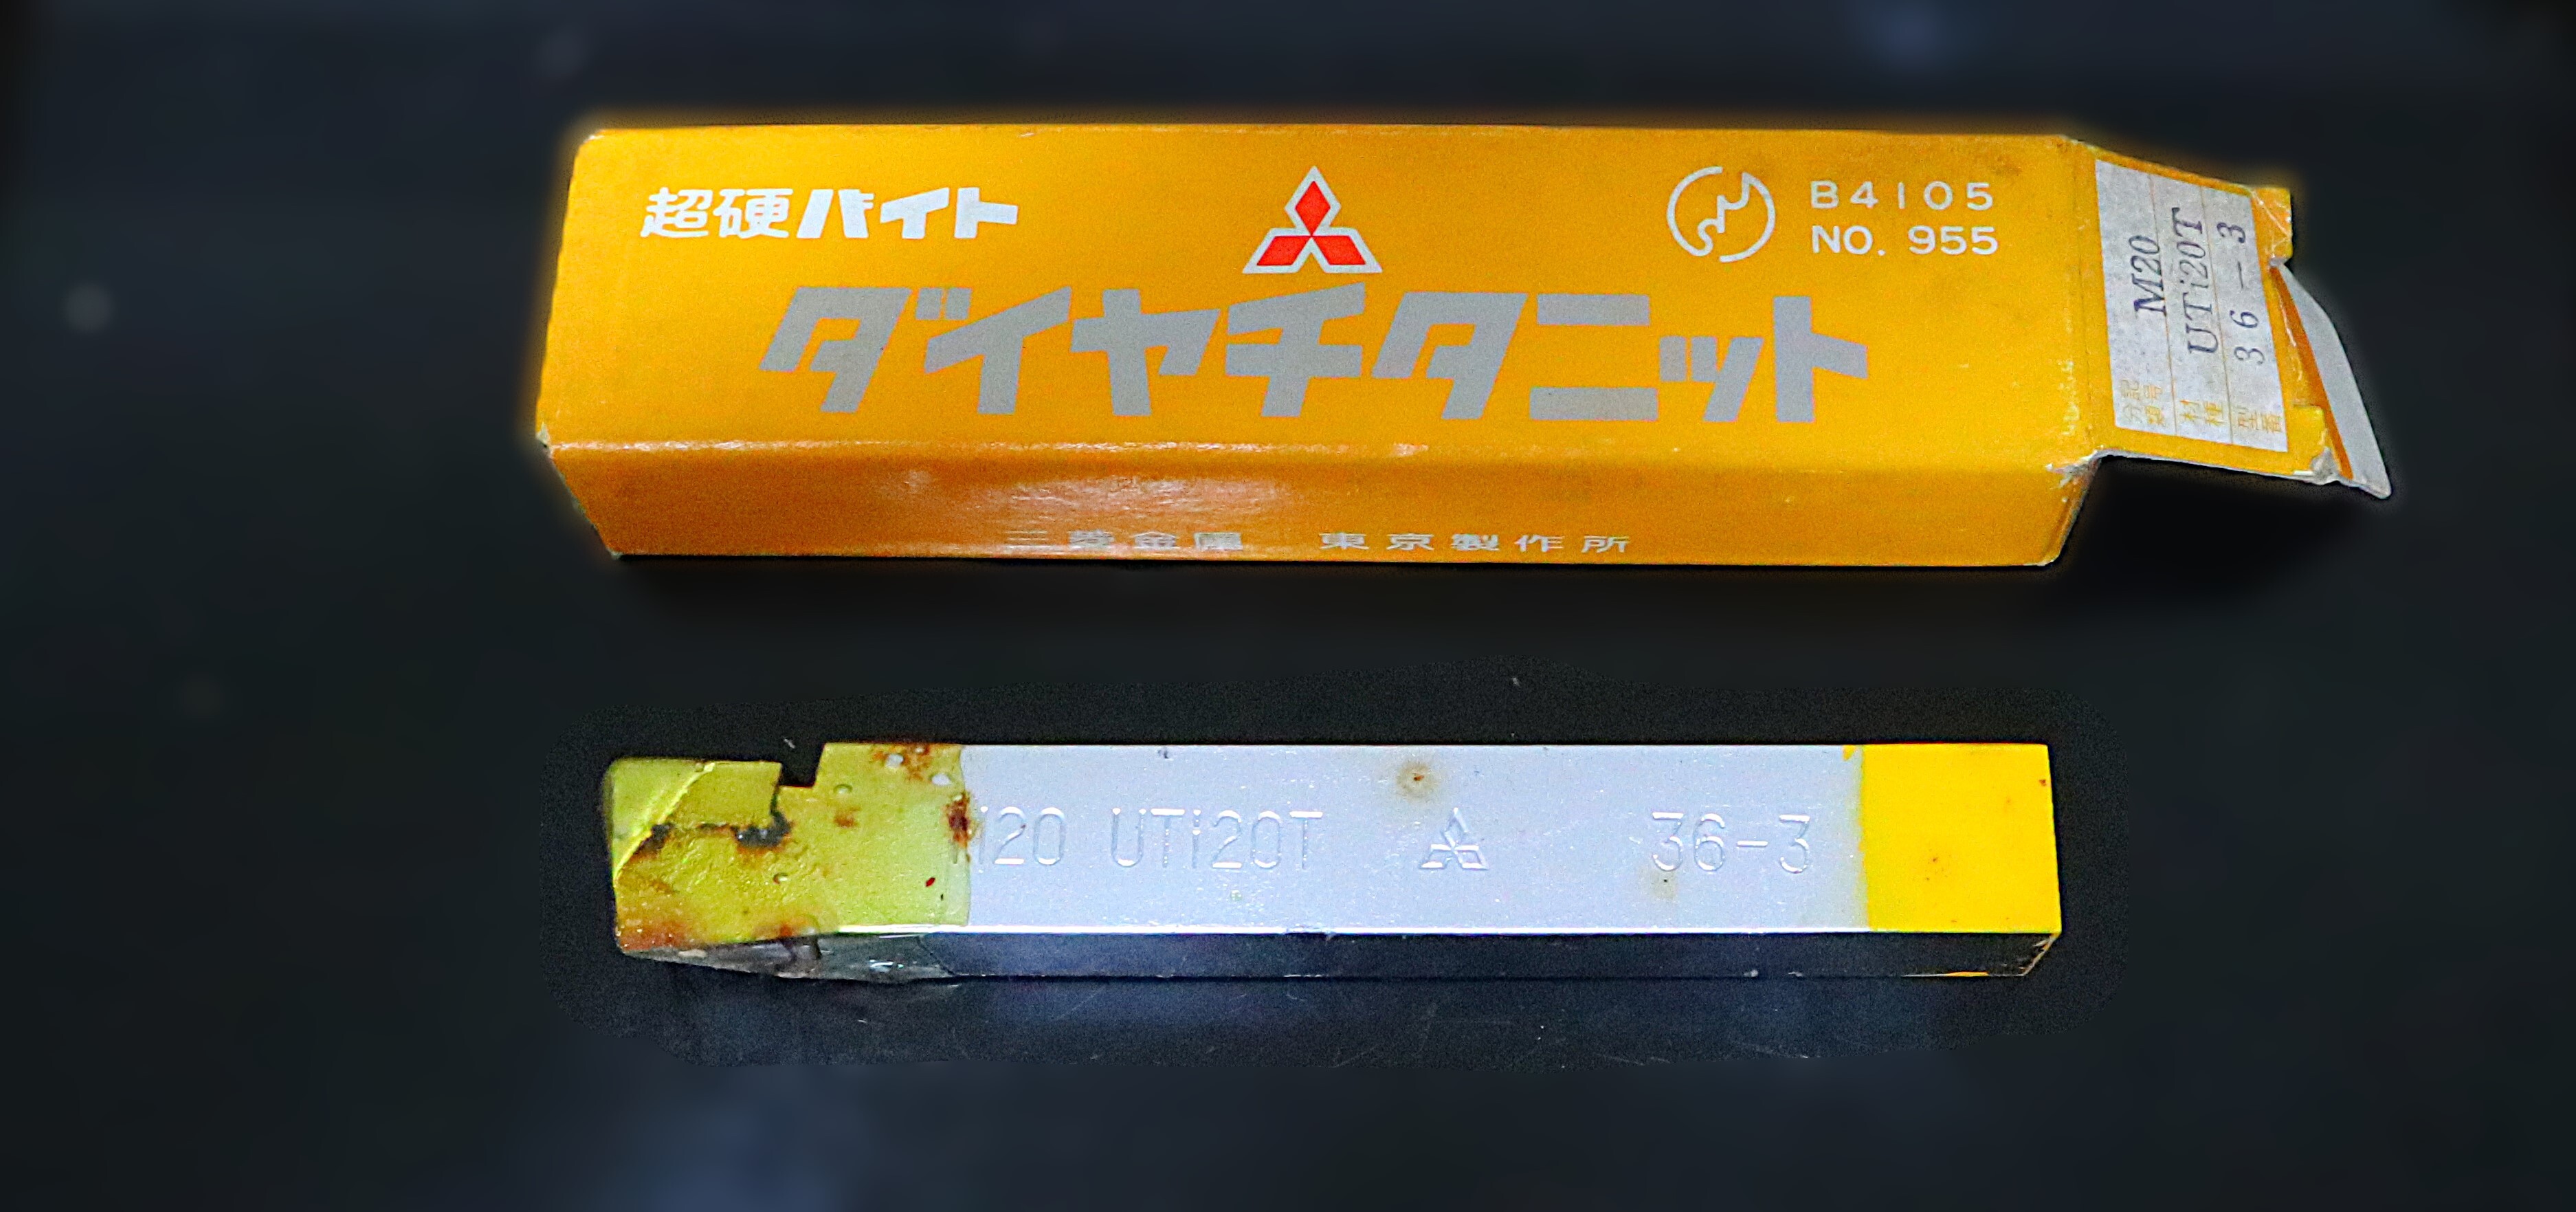 超硬バイト
B4105
NO. 955
ダイヤチタニット
三菱金属 東京製作所
分類記号 M20
材種 UTi20T
型番 36-3
M20 UTi20T 36-3